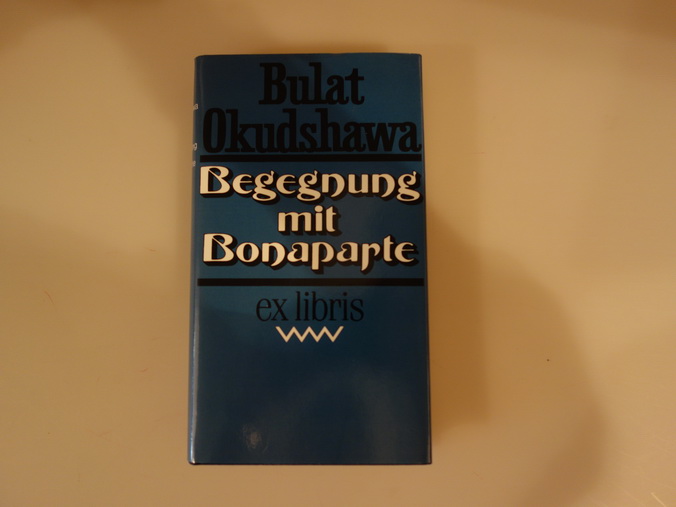 Bulat
Okudshawa
Begegnung
mit
Bonaparte
ex libris